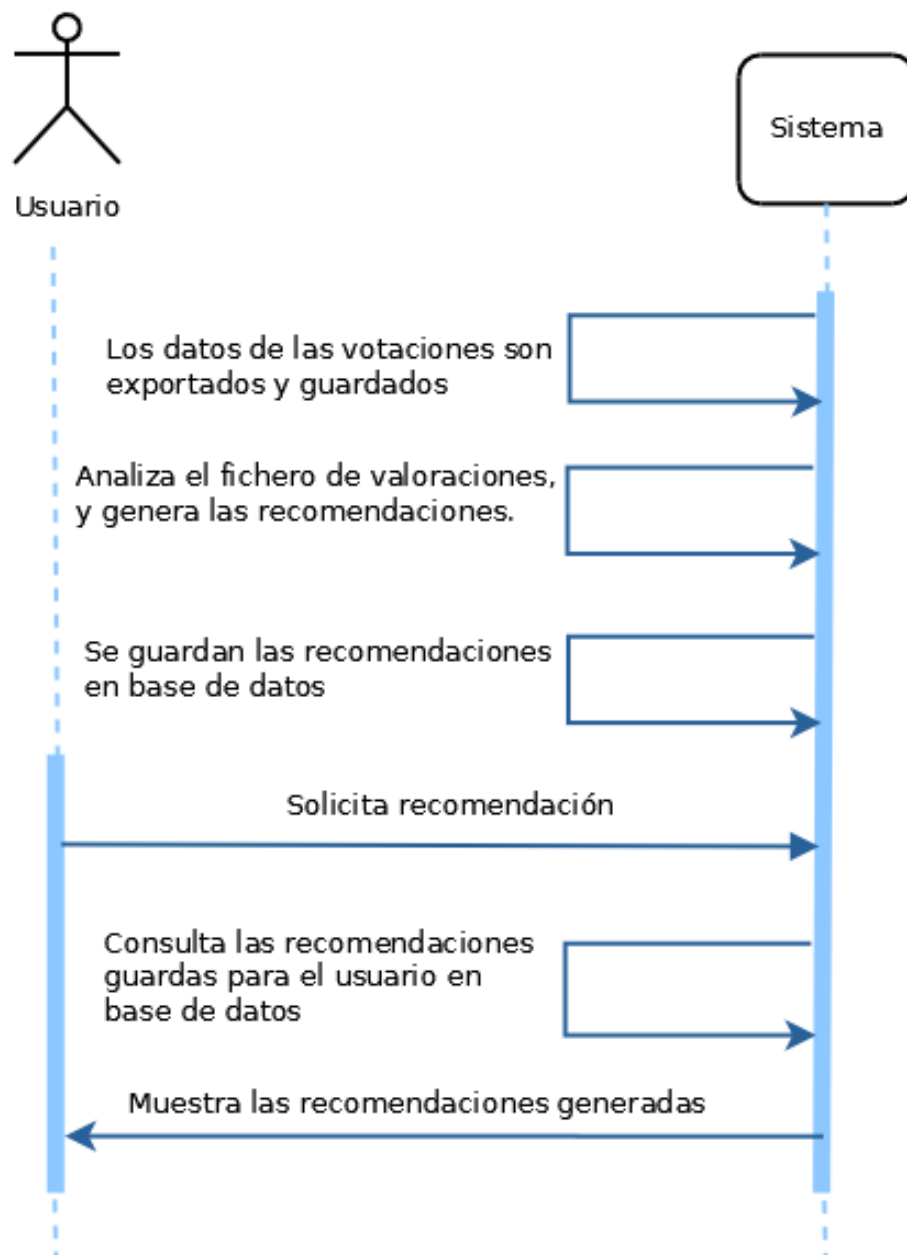 Usuario
Sistema
Los datos de las votaciones son
exportados y guardados
Analiza el fichero de valoraciones,
y genera las recomendaciones.
Se guardan las recomendaciones
en base de datos
Solicita recomendación
Consulta las recomendaciones
guardas para el usuario en
base de datos
Muestra las recomendaciones generadas